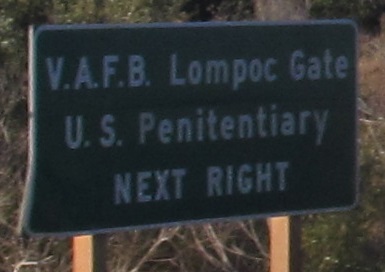 V.A.F.B. Lompoc Gate
U.S. Penitentiary
NEXT RIGHT